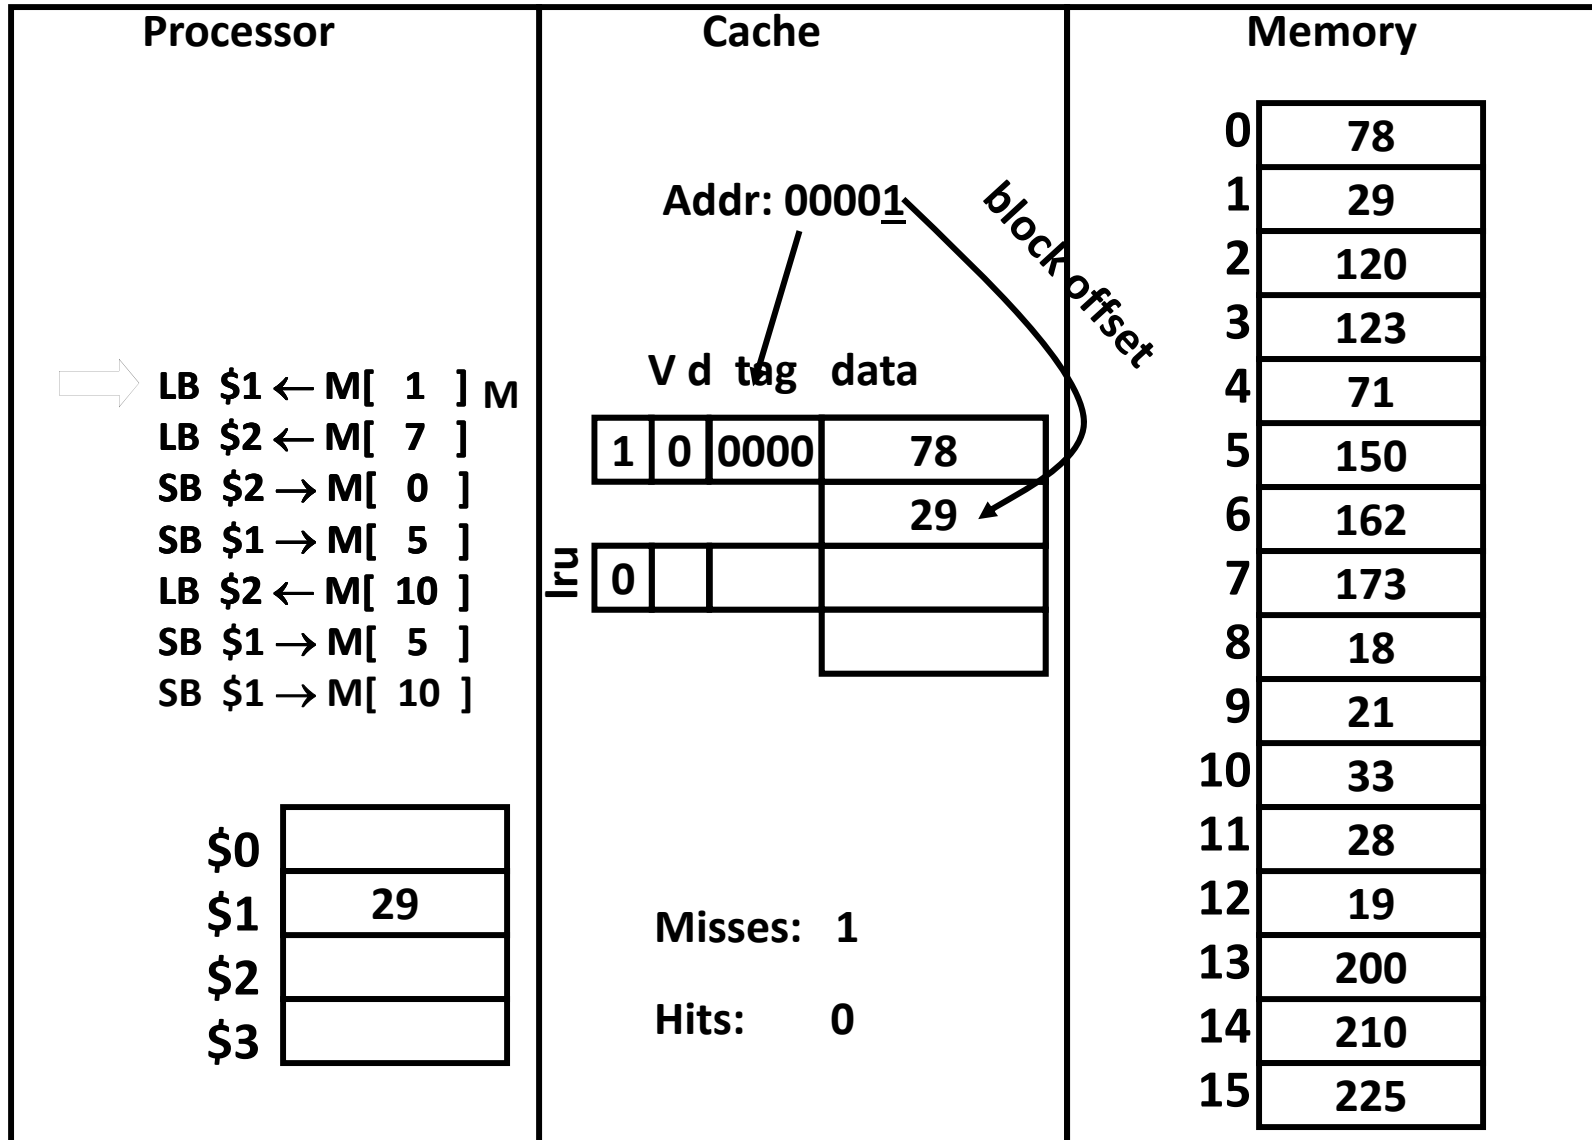 Processor
LB $1 ← M[ 1 ] M
LB $2 ← M[ 7 ]
SB $2 → M[ 0 ]
SB $1 → M[ 5 ]
LB $2 ← M[ 10 ]
SB $1 → M[ 5 ]
SB $1 → M[ 10 ]
$0
$1 29
$2
$3
Cache
Addr: 00001
block offset
V d tag data
1 0 0000 78
29
lru
0
Misses: 1
Hits: 0
Memory
0 78
1 29
2 120
3 123
4 71
5 150
6 162
7 173
8 18
9 21
10 33
11 28
12 19
13 200
14 210
15 225